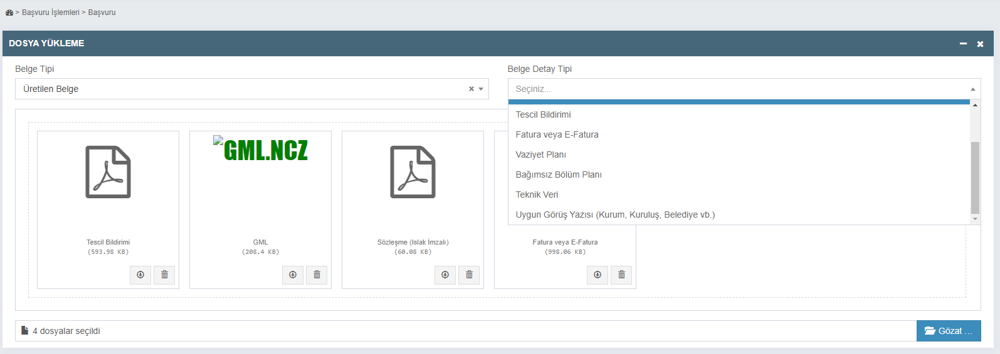 > Başvuru İşlemleri > Başvuru
DOSYA YÜKLEME
Belge Tipi
Belge Detay Tipi
Üretilen Belge
Seçiniz...
Tescil Bildirimi
Fatura veya E-Fatura
Vaziyet Planı
Bağımsız Bölüm Planı
Teknik Veri
Uygun Görüş Yazısı (Kurum, Kuruluş, Belediye vb.)
GML.NCZ
Tescil Bildirimi
(593.98 KB)
GML
(208.4 KB)
Sözleşme (Islak İmzalı)
(60.08 KB)
Fatura veya E-Fatura
(998.06 KB)
4 dosyalar seçildi
Gözat ...